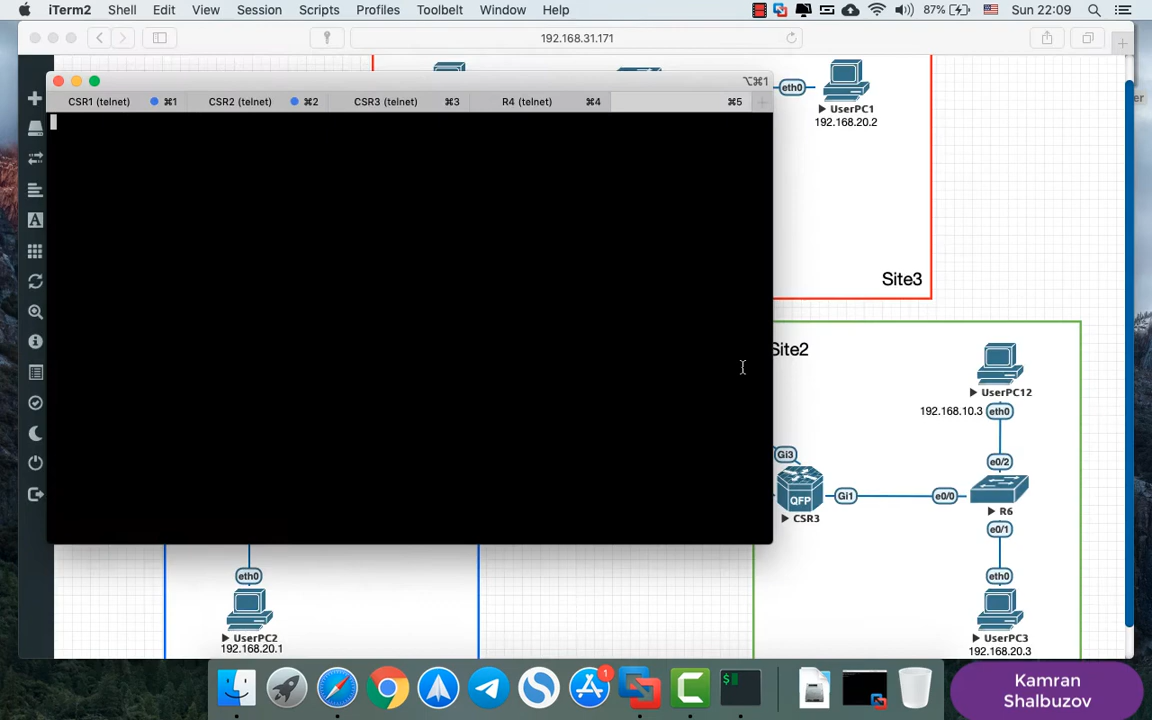 iTerm2 Shell Edit View Session Scripts Profiles Toolbelt Window Help 87% Sun 22:09
192.168.31.171
⌥⌘1
CSR1 (telnet) ⌘1 CSR2 (telnet) ⌘2 CSR3 (telnet) ⌘3 R4 (telnet) ⌘4 ⌘5
eth0
UserPC1
192.168.20.2
Site3
Site2
UserPC12
192.168.10.3 eth0
Gi3
e0/2
QFP
Gi1 e0/0
CSR3
R6
e0/1
eth0
eth0
UserPC2
192.168.20.1
UserPC3
192.168.20.3
1
Kamran
Shalbuzov